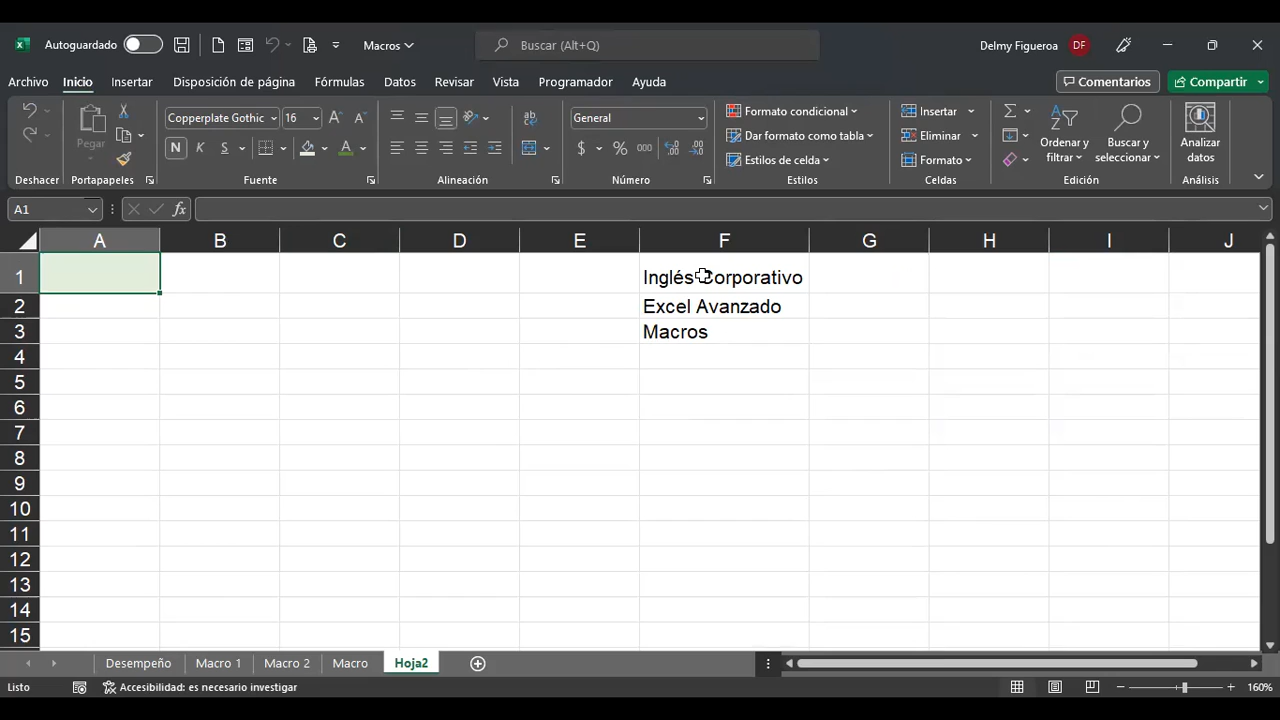 Autoguardado Macros Buscar (Alt+Q) Delmy Figueroa DF
Archivo Inicio Insertar Disposición de página Fórmulas Datos Revisar Vista Programador Ayuda Comentarios Compartir
Pegar Copperplate Gothic 16 General Formato condicional Insertar
Dar formato como tabla Eliminar Ordenar y filtrar Buscar y seleccionar Analizar datos
N K S $ % 000 Estilos de celda Formato
Deshacer Portapapeles Fuente Alineación Número Estilos Celdas Edición Análisis
A1 fx
A B C D E F G H I J
1 Inglés Corporativo
2 Excel Avanzado
3 Macros
4
5
6
7
8
9
10
11
12
13
14
15
Desempeño Macro 1 Macro 2 Macro Hoja2
Listo Accesibilidad: es necesario investigar 160%